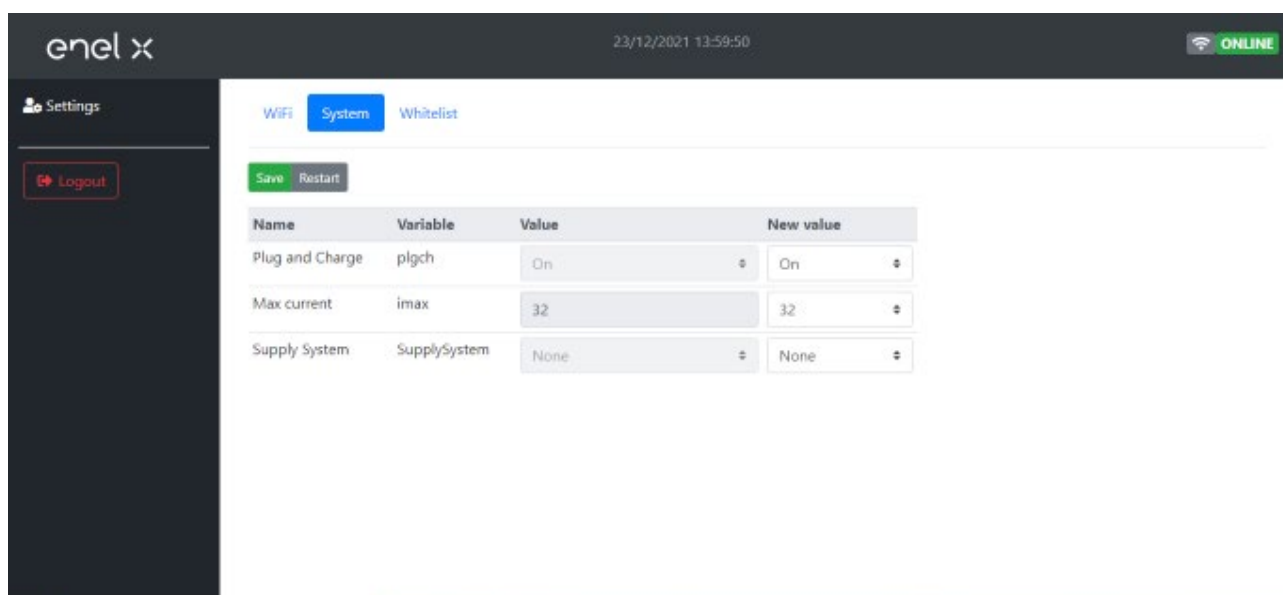 enel x
23/12/2021 13:59:50
ONLINE
Settings
Logout
WiFi System Whitelist
Save Restart
Name Variable Value New value
Plug and Charge plgch On On
Max current imax 32 32
Supply System SupplySystem None None